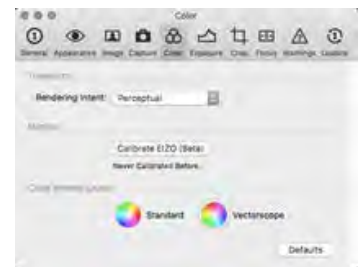 Color
General Appearance Image Capture Color Exposure Crop Focus Warnings Update
Rendering Intent: Perceptual
Calibrate EIZO (Beta)
Never Calibrated Before.
Standard Vectorscope
Defaults